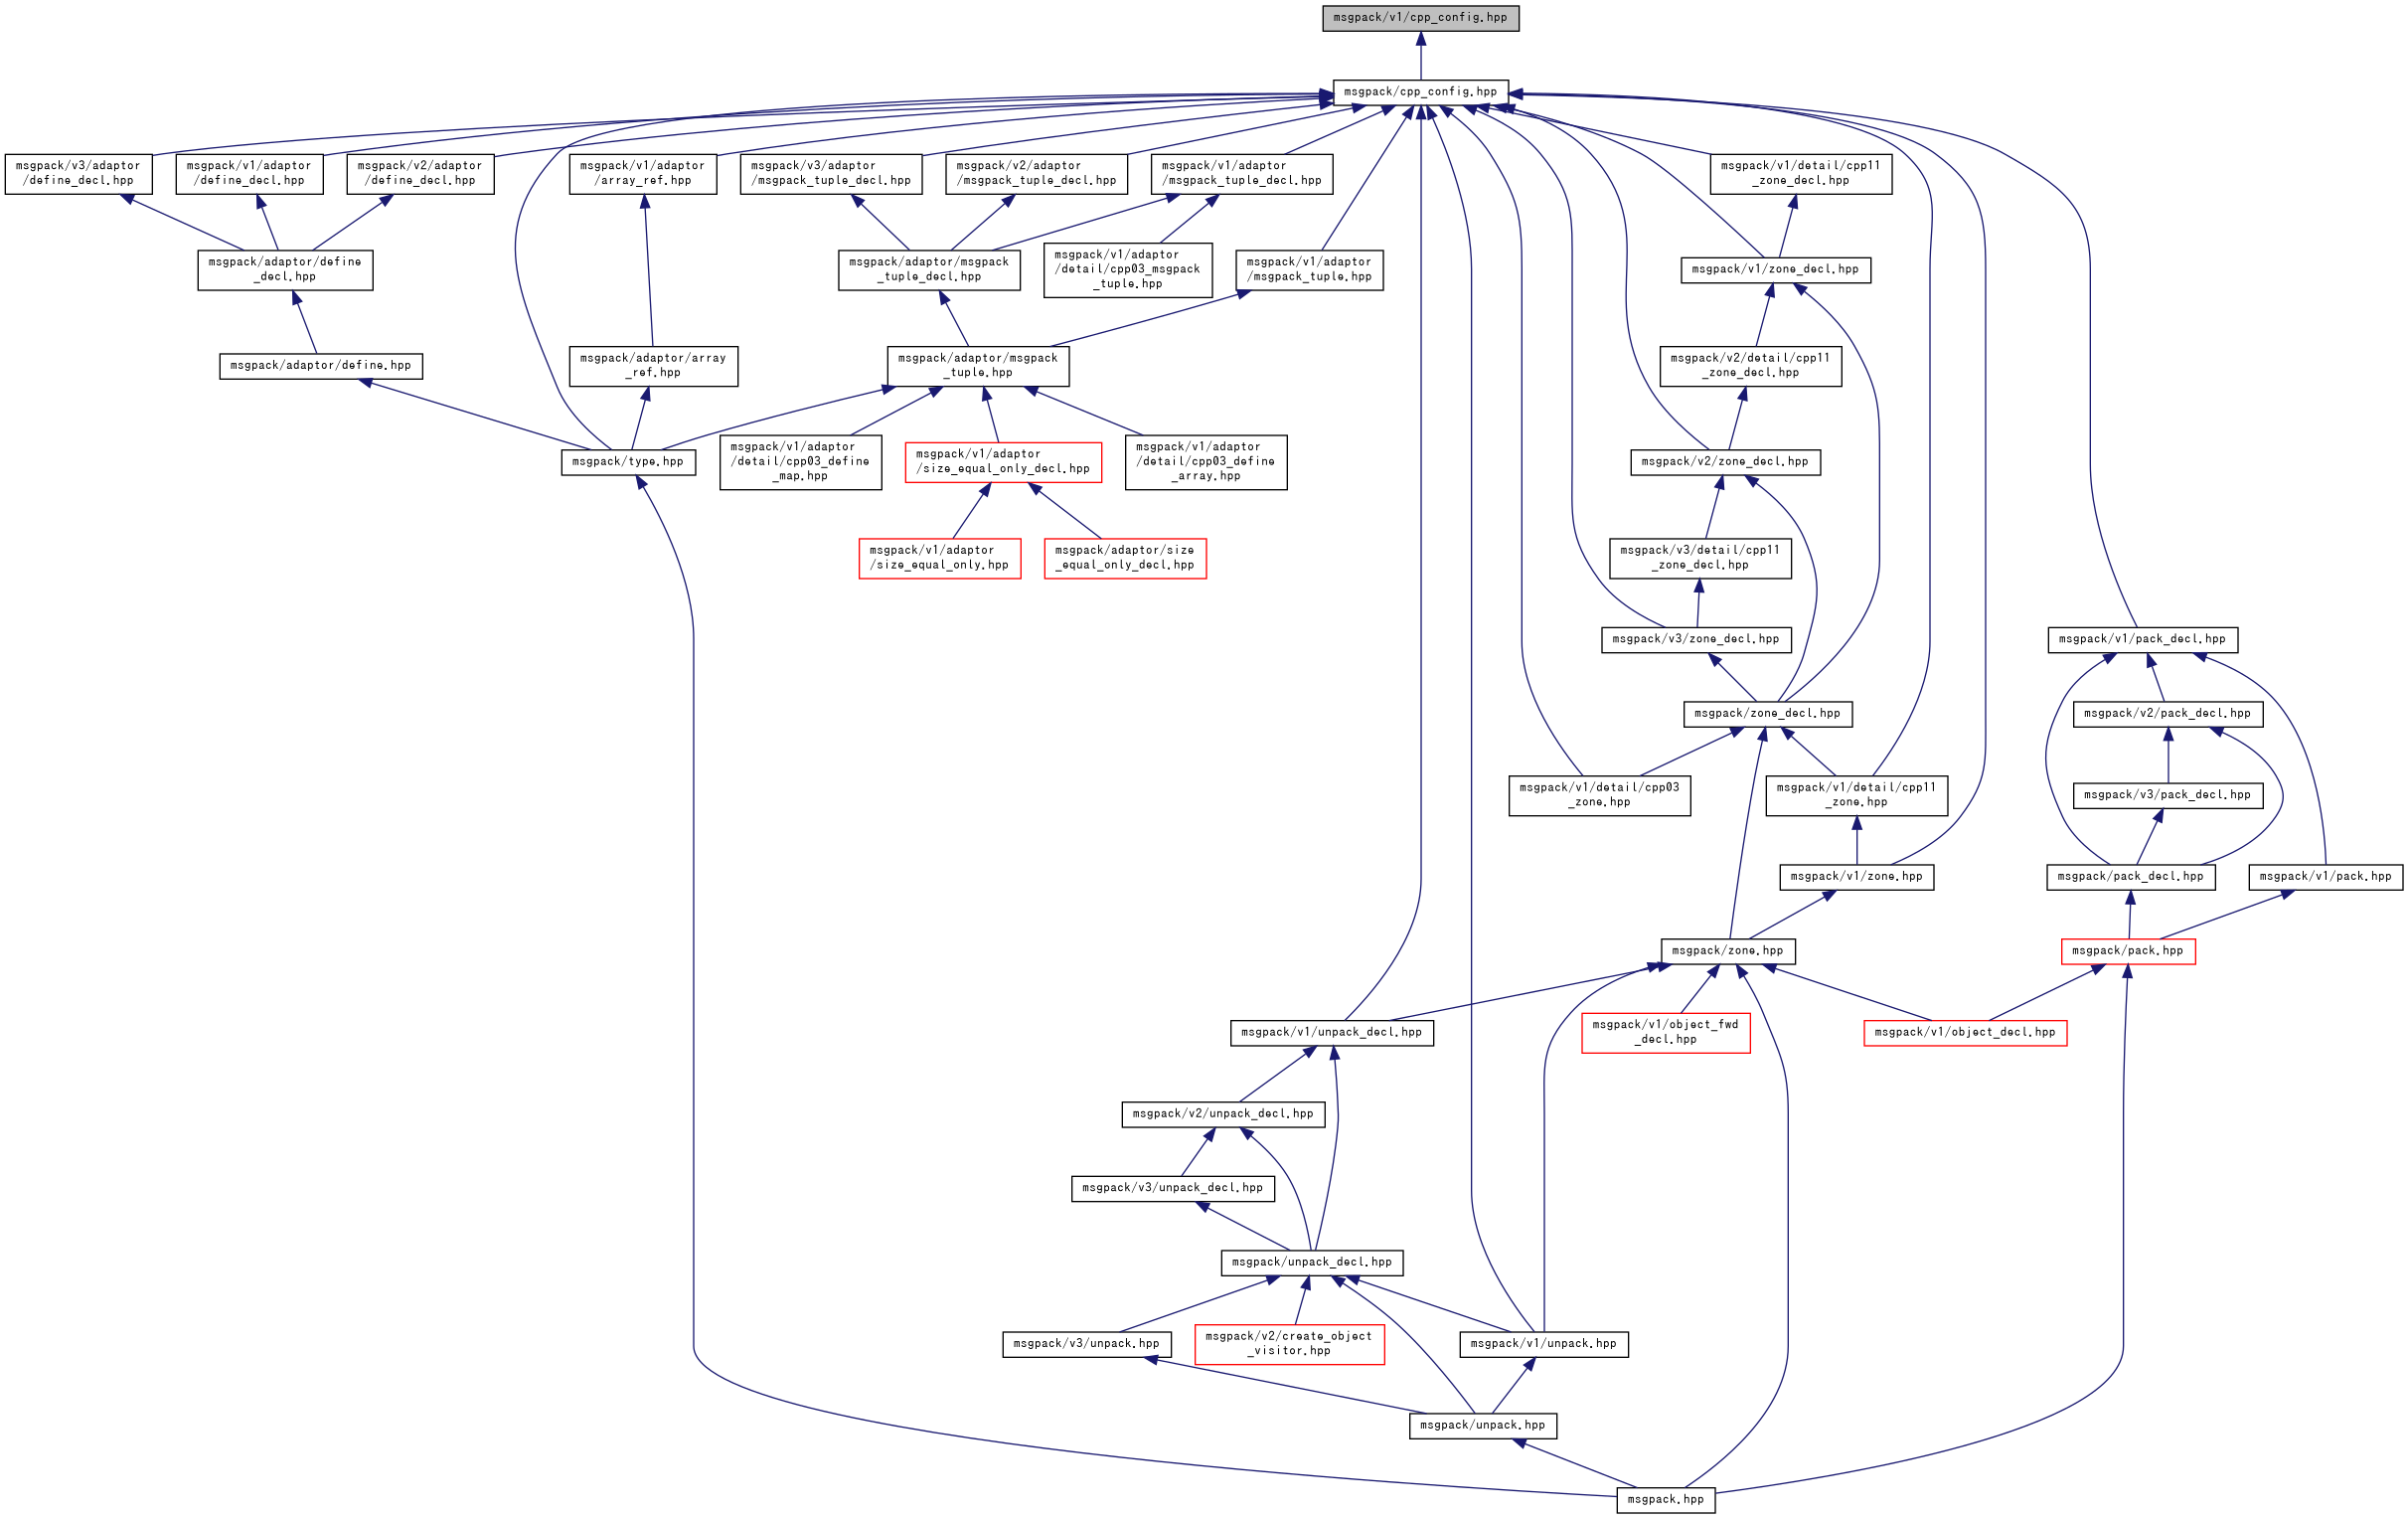 msgpack/v1/cpp_config.hpp
msgpack/cpp_config.hpp
msgpack/v3/adaptor
/define_decl.hpp
msgpack/v1/adaptor
/define_decl.hpp
msgpack/v2/adaptor
/define_decl.hpp
msgpack/v1/adaptor
/array_ref.hpp
msgpack/v3/adaptor
/msgpack_tuple_decl.hpp
msgpack/v2/adaptor
/msgpack_tuple_decl.hpp
msgpack/v1/adaptor
/msgpack_tuple_decl.hpp
msgpack/v1/detail/cpp11
_zone_decl.hpp
msgpack/adaptor/define
_decl.hpp
msgpack/adaptor/msgpack
_tuple_decl.hpp
msgpack/v1/adaptor
/detail/cpp03_msgpack
_tuple.hpp
msgpack/v1/adaptor
/msgpack_tuple.hpp
msgpack/v1/zone_decl.hpp
msgpack/adaptor/define.hpp
msgpack/adaptor/array
_ref.hpp
msgpack/adaptor/msgpack
_tuple.hpp
msgpack/v2/detail/cpp11
_zone_decl.hpp
msgpack/type.hpp
msgpack/v1/adaptor
/detail/cpp03_define
_map.hpp
msgpack/v1/adaptor
/size_equal_only_decl.hpp
msgpack/v1/adaptor
/detail/cpp03_define
_array.hpp
msgpack/v2/zone_decl.hpp
msgpack/v1/adaptor
/size_equal_only.hpp
msgpack/adaptor/size
_equal_only_decl.hpp
msgpack/v3/detail/cpp11
_zone_decl.hpp
msgpack/v3/zone_decl.hpp
msgpack/v1/pack_decl.hpp
msgpack/zone_decl.hpp
msgpack/v2/pack_decl.hpp
msgpack/v1/detail/cpp03
_zone.hpp
msgpack/v1/detail/cpp11
_zone.hpp
msgpack/v3/pack_decl.hpp
msgpack/v1/zone.hpp
msgpack/pack_decl.hpp
msgpack/v1/pack.hpp
msgpack/zone.hpp
msgpack/pack.hpp
msgpack/v1/unpack_decl.hpp
msgpack/v1/object_fwd
_decl.hpp
msgpack/v1/object_decl.hpp
msgpack/v2/unpack_decl.hpp
msgpack/v3/unpack_decl.hpp
msgpack/unpack_decl.hpp
msgpack/v3/unpack.hpp
msgpack/v2/create_object
_visitor.hpp
msgpack/v1/unpack.hpp
msgpack/unpack.hpp
msgpack.hpp